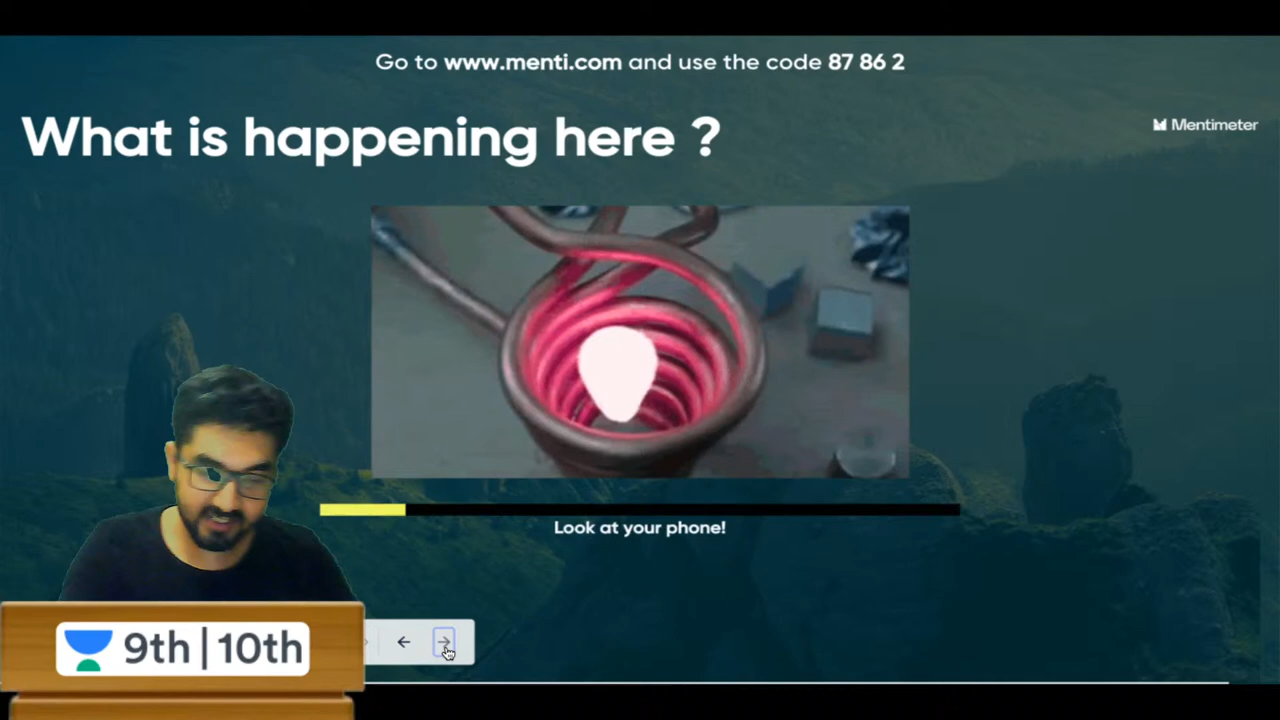 Go to www.menti.com and use the code 87 86 2
What is happening here ?
Mentimeter
Look at your phone!
9th | 10th